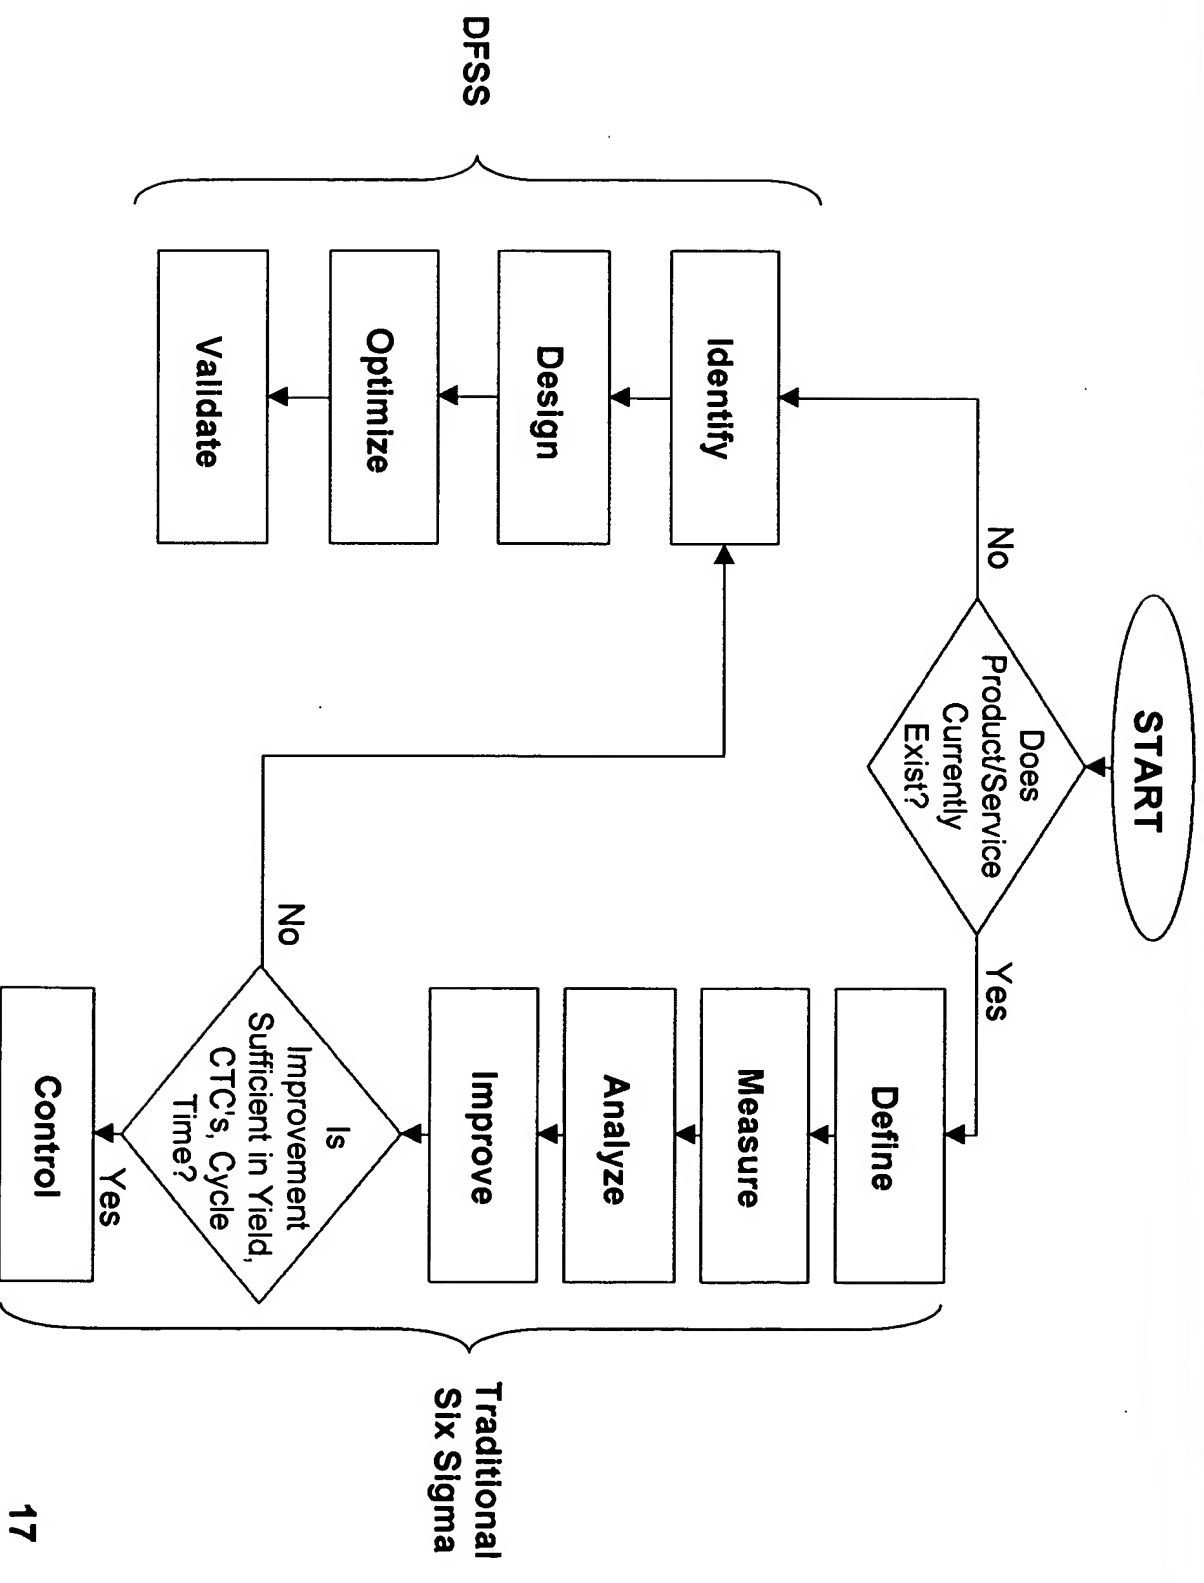 START
Does
Product/Service
Currently
Exist?
No
Yes
DFSS
Identify
Design
Optimize
Validate
Define
Measure
Analyze
Improve
Is
Improvement
Sufficient in Yield,
CTC's, Cycle
Time?
No
Yes
Control
Traditional
Six Sigma
17